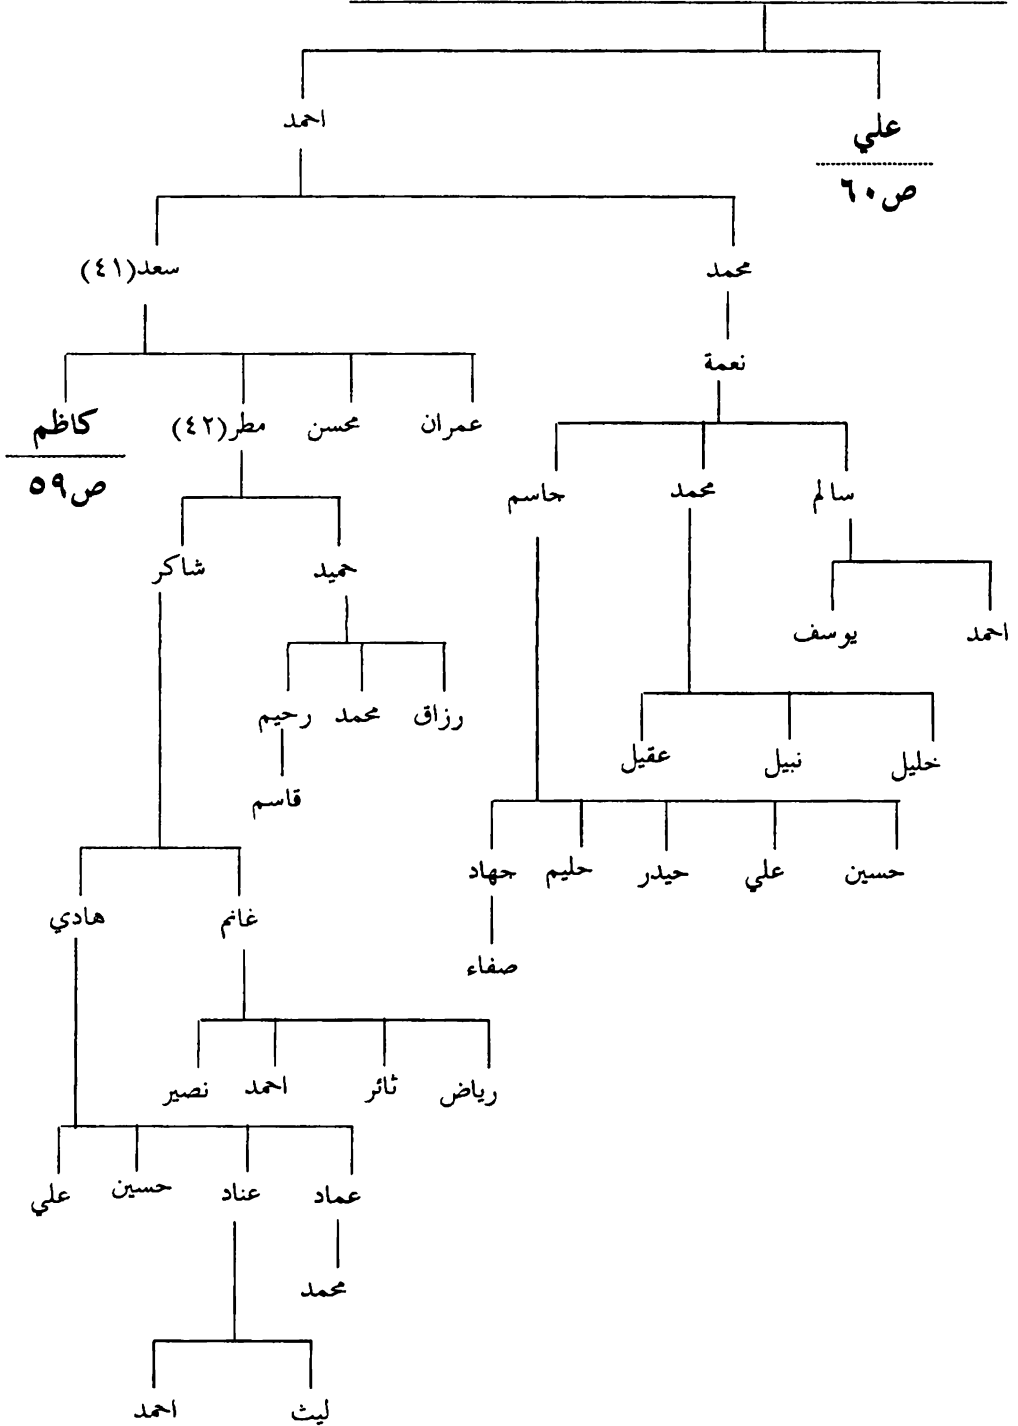 علي
احمد
ص٦٠
محمد
سعد(٤١)
نعمة
عمران
محسن
مطر(٤٢)
كاظم
ص٥٩
سالم
محمد
جاسم
حميد
شاكر
احمد
يوسف
رزاق
محمد
رحيم
خليل
نبيل
عقيل
قاسم
حسين
علي
حيدر
حليم
جهاد
غانم
هادي
صفاء
رياض
ثائر
احمد
نصير
عماد
عناد
حسين
علي
محمد
ليث
احمد